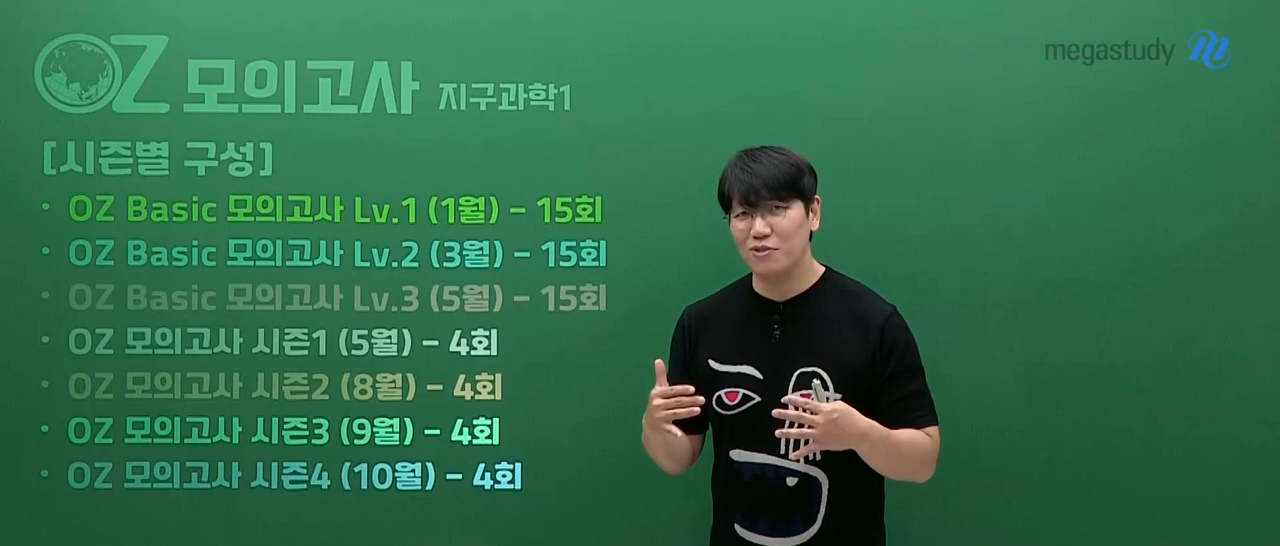 OZ 모의고사 지구과학1
megastudy
[시즌별 구성]
• OZ Basic 모의고사 Lv.1 (1월) – 15회
• OZ Basic 모의고사 Lv.2 (3월) – 15회
• OZ Basic 모의고사 Lv.3 (5월) – 15회
• OZ 모의고사 시즌1 (5월) – 4회
• OZ 모의고사 시즌2 (8월) – 4회
• OZ 모의고사 시즌3 (9월) – 4회
• OZ 모의고사 시즌4 (10월) – 4회